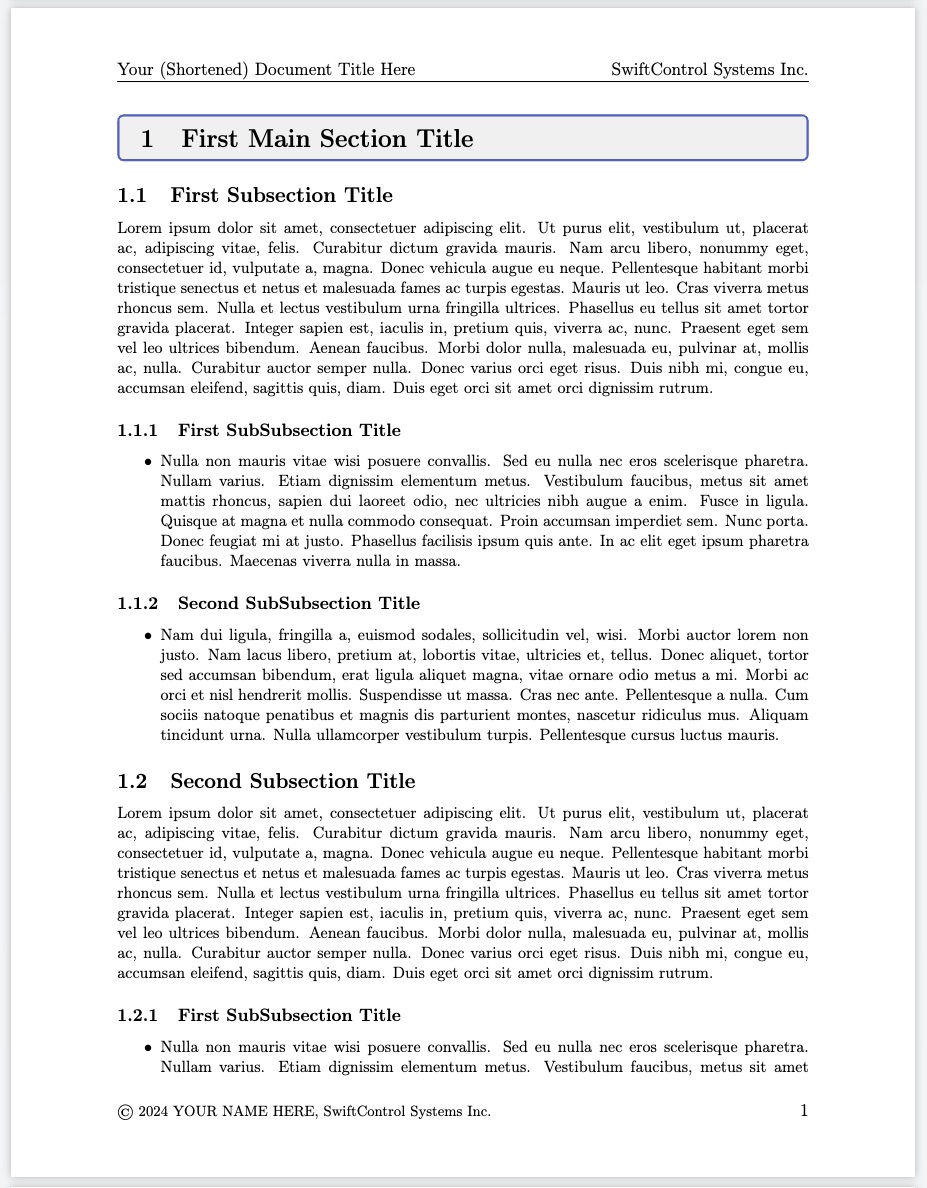 Your (Shortened) Document Title Here SwiftControl Systems Inc.
1 First Main Section Title
1.1 First Subsection Title
Lorem ipsum dolor sit amet, consectetuer adipiscing elit. Ut purus elit, vestibulum ut, placerat
ac, adipiscing vitae, felis. Curabitur dictum gravida mauris. Nam arcu libero, nonummy eget,
consectetuer id, vulputate a, magna. Donec vehicula augue eu neque. Pellentesque habitant morbi
tristique senectus et netus et malesuada fames ac turpis egestas. Mauris ut leo. Cras viverra metus
rhoncus sem. Nulla et lectus vestibulum urna fringilla ultrices. Phasellus eu tellus sit amet tortor
gravida placerat. Integer sapien est, iaculis in, pretium quis, viverra ac, nunc. Praesent eget sem
vel leo ultrices bibendum. Aenean faucibus. Morbi dolor nulla, malesuada eu, pulvinar at, mollis
ac, nulla. Curabitur auctor semper nulla. Donec varius orci eget risus. Duis nibh mi, congue eu,
accumsan eleifend, sagittis quis, diam. Duis eget orci sit amet orci dignissim rutrum.
1.1.1 First SubSubsection Title
• Nulla non mauris vitae wisi posuere convallis. Sed eu nulla nec eros scelerisque pharetra.
Nullam varius. Etiam dignissim elementum metus. Vestibulum faucibus, metus sit amet
mattis rhoncus, sapien dui laoreet odio, nec ultricies nibh augue a enim. Fusce in ligula.
Quisque at magna et nulla commodo consequat. Proin accumsan imperdiet sem. Nunc porta.
Donec feugiat mi at justo. Phasellus facilisis ipsum quis ante. In ac elit eget ipsum pharetra
faucibus. Maecenas viverra nulla in massa.
1.1.2 Second SubSubsection Title
• Nam dui ligula, fringilla a, euismod sodales, sollicitudin vel, wisi. Morbi auctor lorem non
justo. Nam lacus libero, pretium at, lobortis vitae, ultricies et, tellus. Donec aliquet, tortor
sed accumsan bibendum, erat ligula aliquet magna, vitae ornare odio metus a mi. Morbi ac
orci et nisl hendrerit mollis. Suspendisse ut massa. Cras nec ante. Pellentesque a nulla. Cum
sociis natoque penatibus et magnis dis parturient montes, nascetur ridiculus mus. Aliquam
tincidunt urna. Nulla ullamcorper vestibulum turpis. Pellentesque cursus luctus mauris.
1.2 Second Subsection Title
Lorem ipsum dolor sit amet, consectetuer adipiscing elit. Ut purus elit, vestibulum ut, placerat
ac, adipiscing vitae, felis. Curabitur dictum gravida mauris. Nam arcu libero, nonummy eget,
consectetuer id, vulputate a, magna. Donec vehicula augue eu neque. Pellentesque habitant morbi
tristique senectus et netus et malesuada fames ac turpis egestas. Mauris ut leo. Cras viverra metus
rhoncus sem. Nulla et lectus vestibulum urna fringilla ultrices. Phasellus eu tellus sit amet tortor
gravida placerat. Integer sapien est, iaculis in, pretium quis, viverra ac, nunc. Praesent eget sem
vel leo ultrices bibendum. Aenean faucibus. Morbi dolor nulla, malesuada eu, pulvinar at, mollis
ac, nulla. Curabitur auctor semper nulla. Donec varius orci eget risus. Duis nibh mi, congue eu,
accumsan eleifend, sagittis quis, diam. Duis eget orci sit amet orci dignissim rutrum.
1.2.1 First SubSubsection Title
• Nulla non mauris vitae wisi posuere convallis. Sed eu nulla nec eros scelerisque pharetra.
Nullam varius. Etiam dignissim elementum metus. Vestibulum faucibus, metus sit amet
© 2024 YOUR NAME HERE, SwiftControl Systems Inc. 1